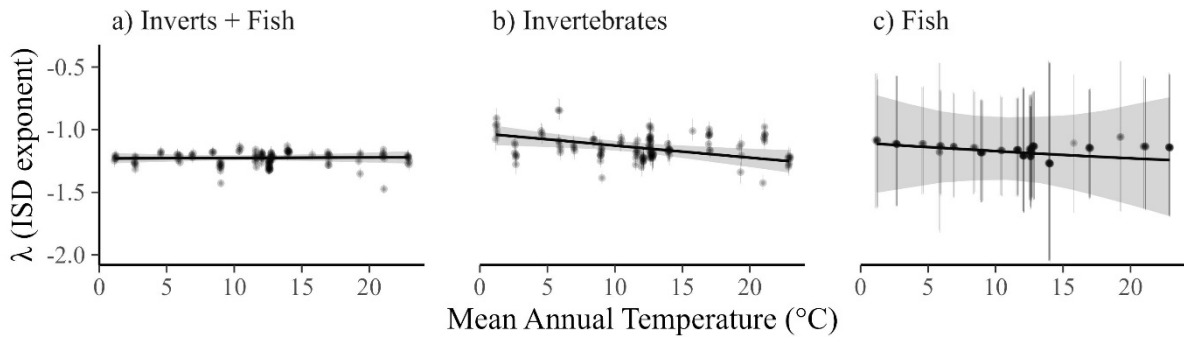 a) Inverts + Fish
b) Invertebrates
c) Fish
λ (ISD exponent)
-0.5
-1.0
-1.5
-2.0
0 5 10 15 20
0 5 10 15 20
0 5 10 15 20
Mean Annual Temperature (°C)